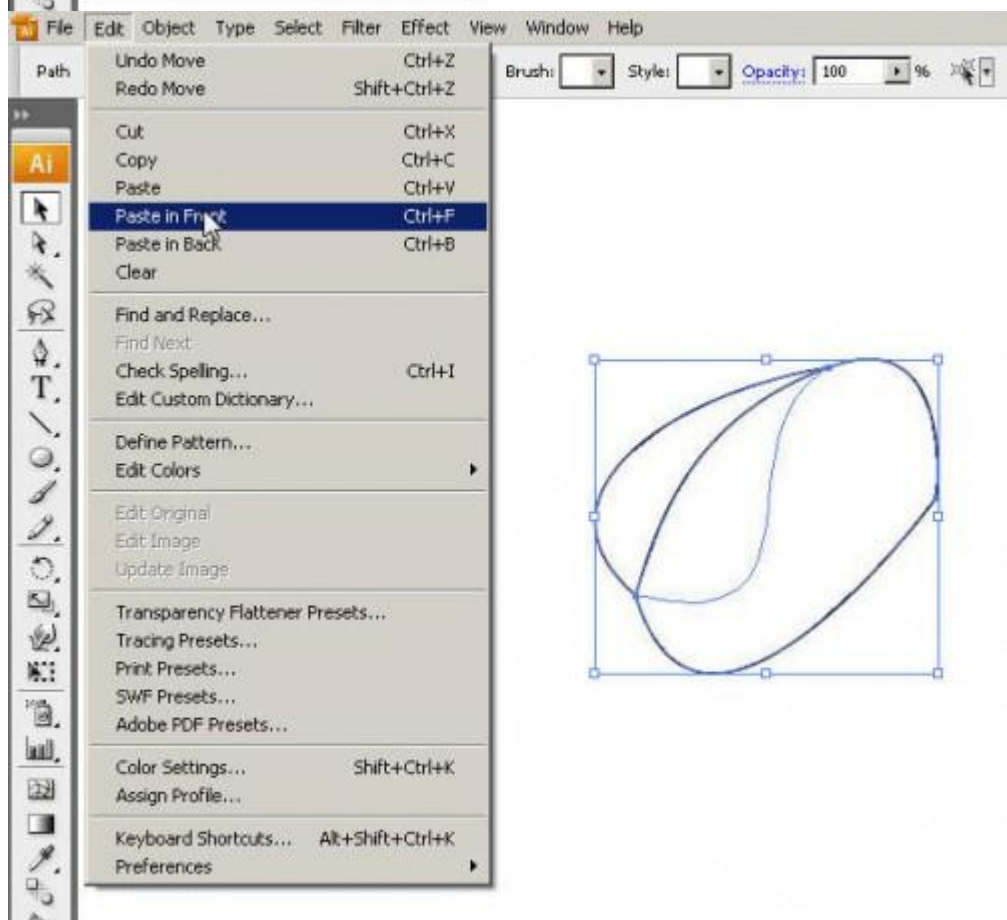 File Edit Object Type Select Filter Effect View Window Help
Path Brush: Style: Opacity: 100 %
Undo Move Ctrl+Z
Redo Move Shift+Ctrl+Z
Cut Ctrl+X
Copy Ctrl+C
Paste Ctrl+V
Paste in Front Ctrl+F
Paste in Back Ctrl+B
Clear
Find and Replace...
Find Next
Check Spelling... Ctrl+I
Edit Custom Dictionary...
Define Pattern...
Edit Colors
Edit Original
Edit Image
Update Image
Transparency Flattener Presets...
Tracing Presets...
Print Presets...
SWF Presets...
Adobe PDF Presets...
Color Settings... Shift+Ctrl+K
Assign Profile...
Keyboard Shortcuts... Alt+Shift+Ctrl+K
Preferences
Ai
T